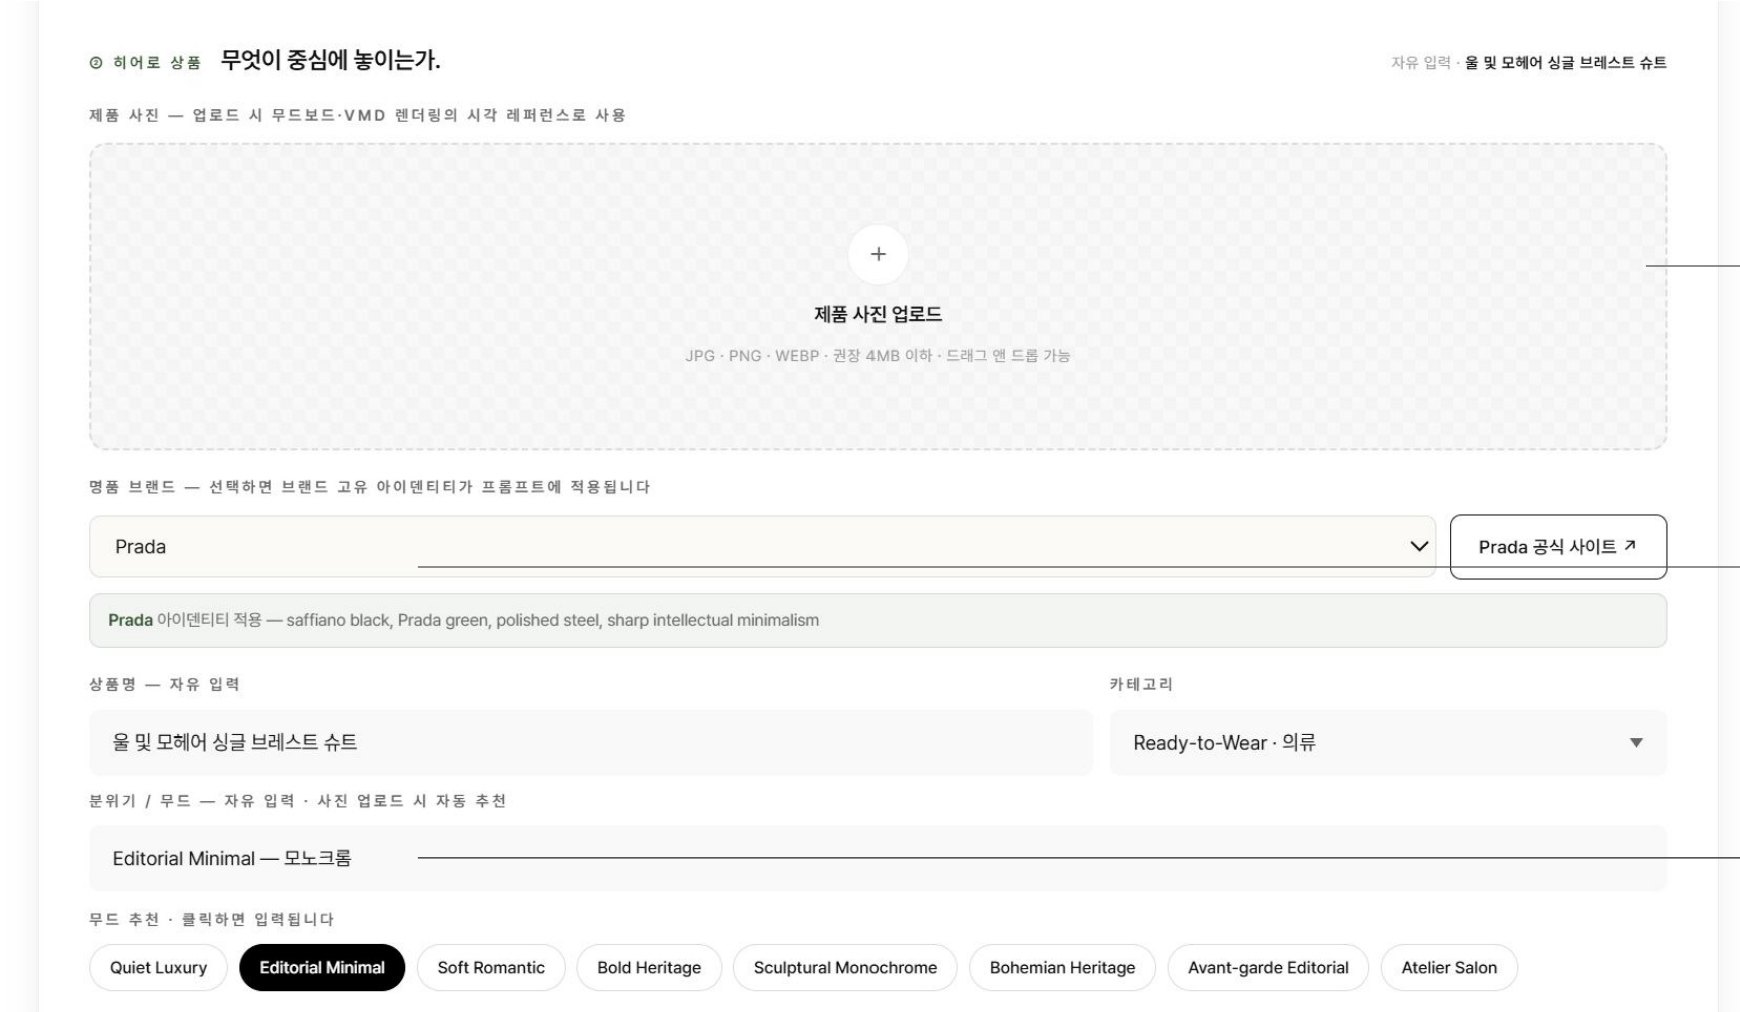 ② 히어로 상품 무엇이 중심에 놓이는가. 자유 입력 · 울 및 모헤어 싱글 브레스트 슈트
제품 사진 — 업로드 시 무드보드·VMD 렌더링의 시각 레퍼런스로 사용
+
제품 사진 업로드
JPG · PNG · WEBP · 권장 4MB 이하 · 드래그 앤 드롭 가능
명품 브랜드 — 선택하면 브랜드 고유 아이덴티티가 프롬프트에 적용됩니다
Prada Prada 공식 사이트 ↗
Prada 아이덴티티 적용 — saffiano black, Prada green, polished steel, sharp intellectual minimalism
상품명 — 자유 입력 카테고리
울 및 모헤어 싱글 브레스트 슈트 Ready-to-Wear · 의류 ▼
분위기 / 무드 — 자유 입력 · 사진 업로드 시 자동 추천
Editorial Minimal — 모노크롬
무드 추천 · 클릭하면 입력됩니다
Quiet Luxury Editorial Minimal Soft Romantic Bold Heritage Sculptural Monochrome Bohemian Heritage Avant-garde Editorial Atelier Salon